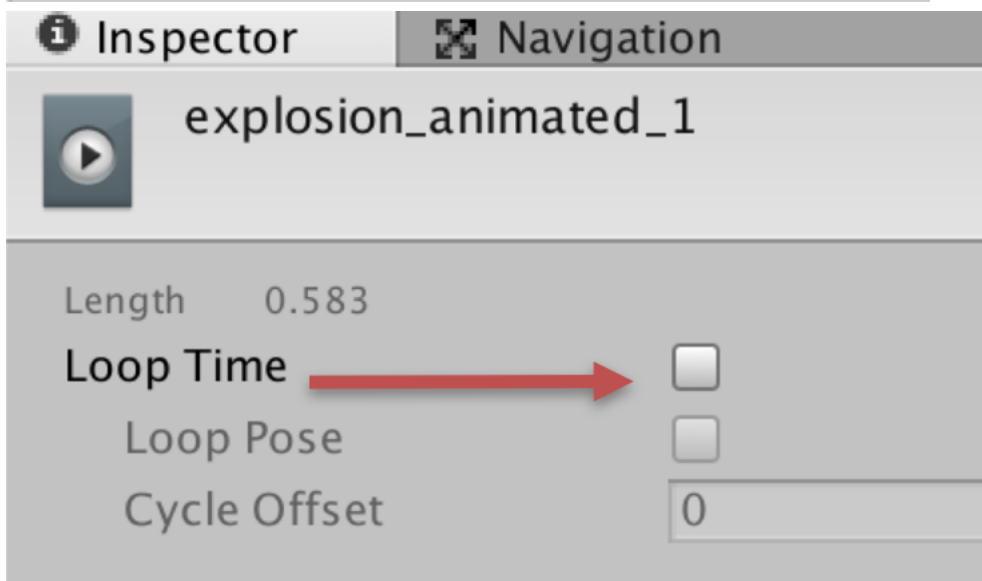 Inspector Navigation
explosion_animated_1
Length 0.583
Loop Time
Loop Pose
Cycle Offset 0